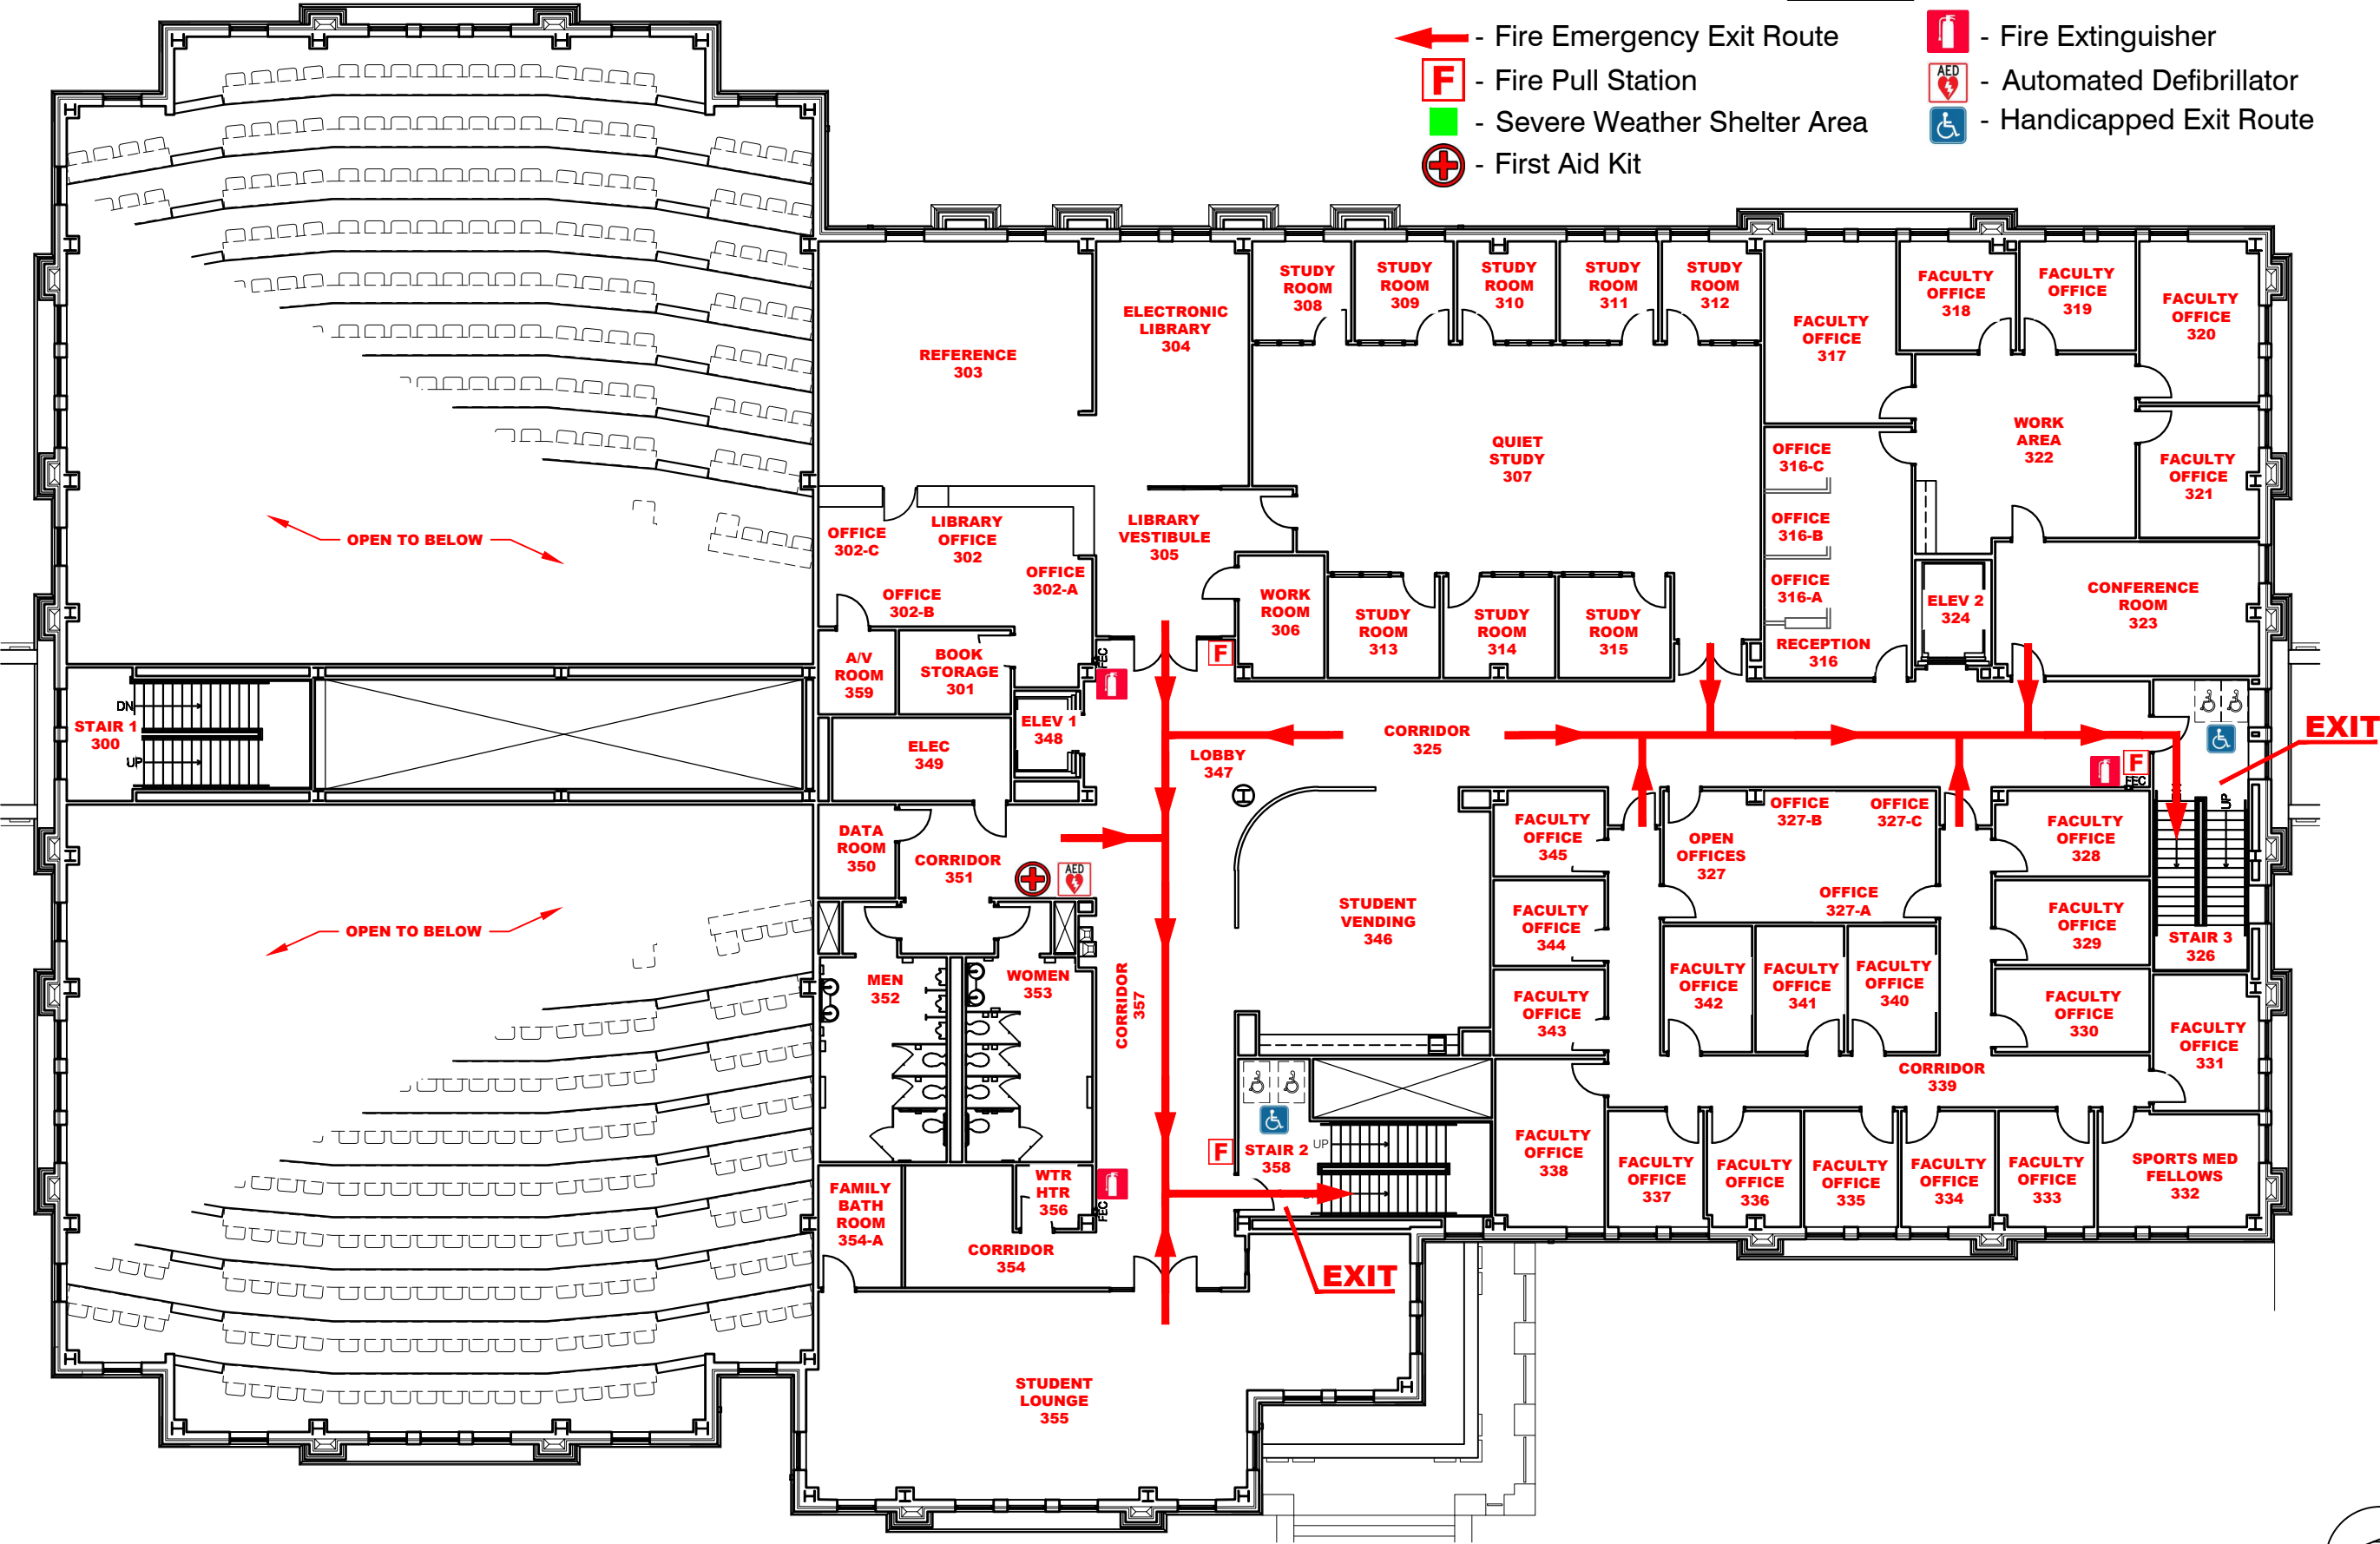 - Fire Emergency Exit Route
F - Fire Pull Station
- Severe Weather Shelter Area
- First Aid Kit
- Fire Extinguisher
AED - Automated Defibrillator
- Handicapped Exit Route
STUDY
ROOM
308
STUDY
ROOM
309
STUDY
ROOM
310
STUDY
ROOM
311
STUDY
ROOM
312
FACULTY
OFFICE
317
FACULTY
OFFICE
318
FACULTY
OFFICE
319
FACULTY
OFFICE
320
ELECTRONIC
LIBRARY
304
REFERENCE
303
QUIET
STUDY
307
WORK
AREA
322
FACULTY
OFFICE
321
OFFICE
316-C
OFFICE
316-B
OFFICE
316-A
RECEPTION
316
OPEN TO BELOW
OFFICE
302-C
LIBRARY
OFFICE
302
OFFICE
302-A
OFFICE
302-B
LIBRARY
VESTIBULE
305
WORK
ROOM
306
STUDY
ROOM
313
STUDY
ROOM
314
STUDY
ROOM
315
ELEV 2
324
CONFERENCE
ROOM
323
A/V
ROOM
359
BOOK
STORAGE
301
FEC
F
DN
STAIR 1
300
UP
ELEV 1
348
ELEC
349
LOBBY
347
CORRIDOR
325
EXIT
F
FEC
UP
DATA
ROOM
350
CORRIDOR
351
AED
STUDENT
VENDING
346
FACULTY
OFFICE
345
FACULTY
OFFICE
344
FACULTY
OFFICE
343
OPEN
OFFICES
327
OFFICE
327-B
OFFICE
327-C
OFFICE
327-A
FACULTY
OFFICE
328
FACULTY
OFFICE
329
FACULTY
OFFICE
330
STAIR 3
326
FACULTY
OFFICE
331
FACULTY
OFFICE
342
FACULTY
OFFICE
341
FACULTY
OFFICE
340
CORRIDOR
339
OPEN TO BELOW
MEN
352
WOMEN
353
CORRIDOR
357
F
STAIR 2
358
UP
FACULTY
OFFICE
338
FACULTY
OFFICE
337
FACULTY
OFFICE
336
FACULTY
OFFICE
335
FACULTY
OFFICE
334
FACULTY
OFFICE
333
SPORTS MED
FELLOWS
332
FAMILY
BATH
ROOM
354-A
WTR
HTR
356
FEC
CORRIDOR
354
EXIT
STUDENT
LOUNGE
355